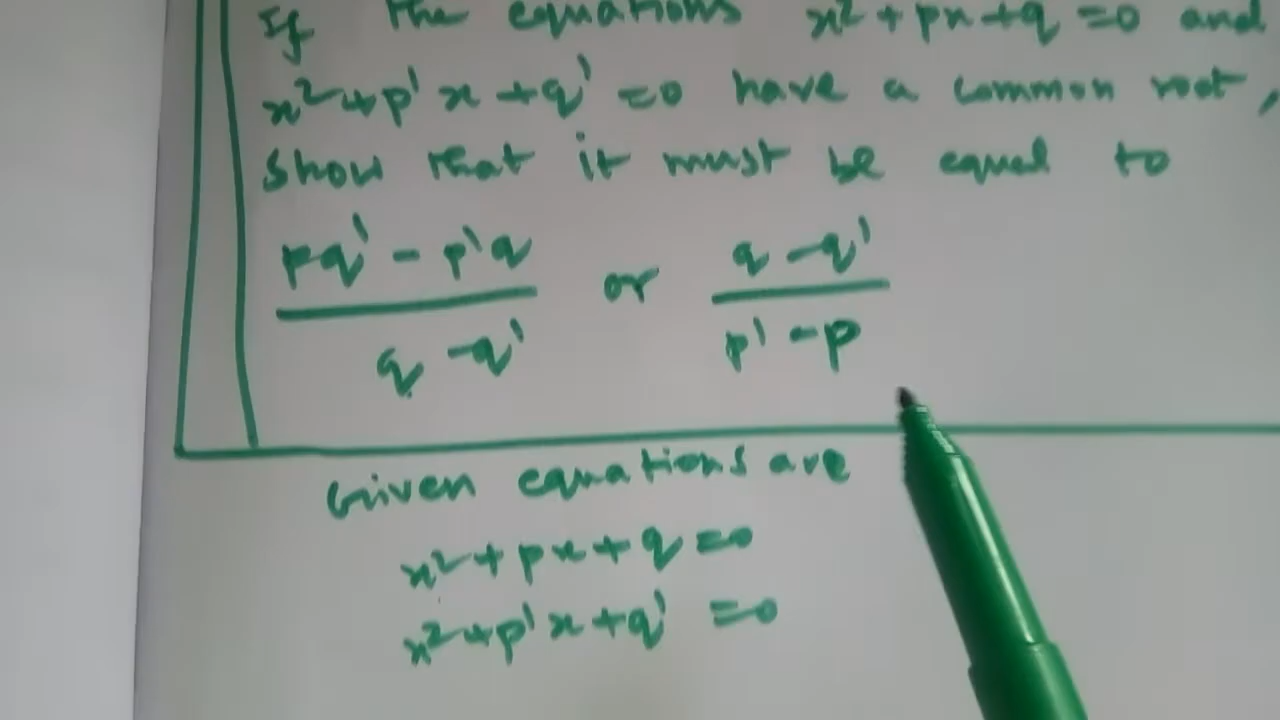 If the equations x²+px+q=0 and
x²+p'x+q'=0 have a common root,
show that it must be equal to
pq'-p'q / q-q' or q-q' / p'-p
Given equations are
x²+px+q=0
x²+p'x+q'=0